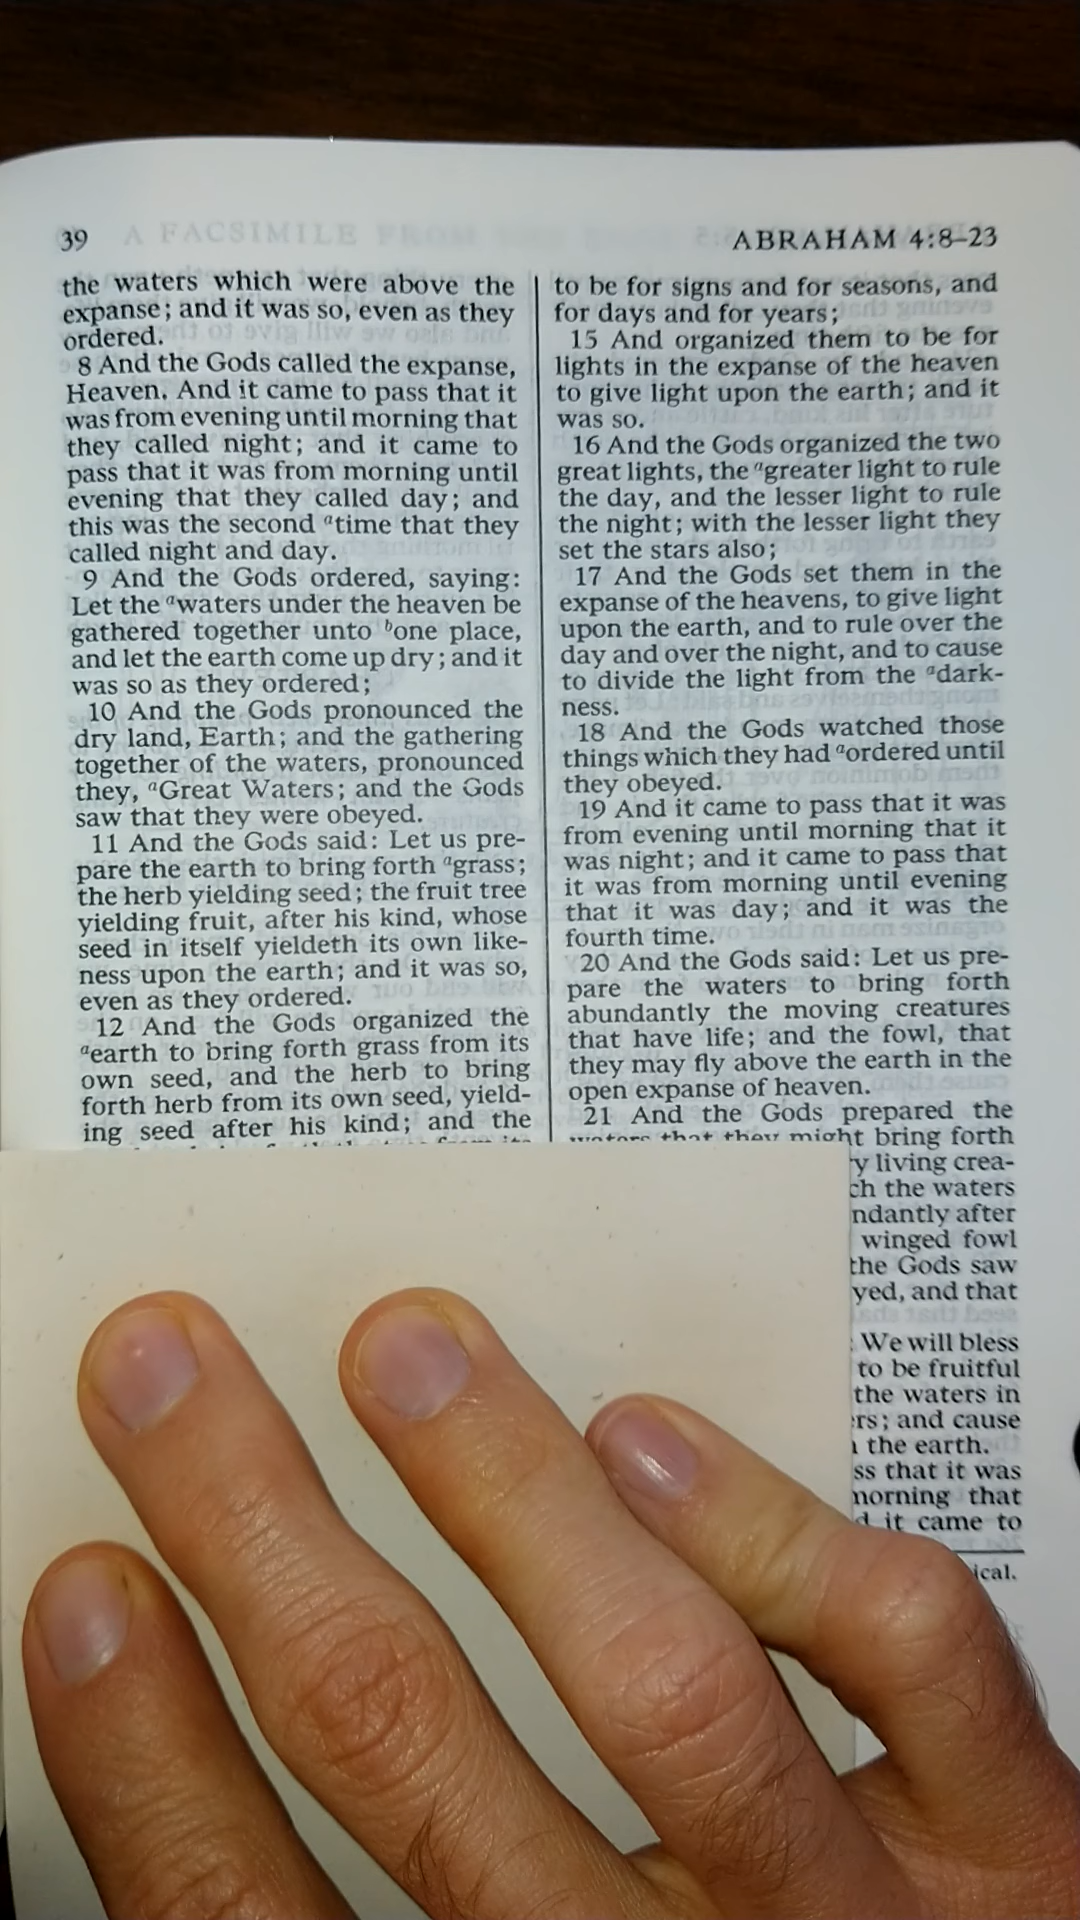 39
ABRAHAM 4:8–23
the waters which were above the
expanse; and it was so, even as they
ordered.
8 And the Gods called the expanse,
Heaven. And it came to pass that it
was from evening until morning that
they called night; and it came to
pass that it was from morning until
evening that they called day; and
this was the second ᵃtime that they
called night and day.
9 And the Gods ordered, saying:
Let the ᵃwaters under the heaven be
gathered together unto ᵇone place,
and let the earth come up dry; and it
was so as they ordered;
10 And the Gods pronounced the
dry land, Earth; and the gathering
together of the waters, pronounced
they, ᵃGreat Waters; and the Gods
saw that they were obeyed.
11 And the Gods said: Let us pre-
pare the earth to bring forth ᵃgrass;
the herb yielding seed; the fruit tree
yielding fruit, after his kind, whose
seed in itself yieldeth its own like-
ness upon the earth; and it was so,
even as they ordered.
12 And the Gods organized the
ᵃearth to bring forth grass from its
own seed, and the herb to bring
forth herb from its own seed, yield-
ing seed after his kind; and the
to be for signs and for seasons, and
for days and for years;
15 And organized them to be for
lights in the expanse of the heaven
to give light upon the earth; and it
was so.
16 And the Gods organized the two
great lights, the ᵃgreater light to rule
the day, and the lesser light to rule
the night; with the lesser light they
set the stars also;
17 And the Gods set them in the
expanse of the heavens, to give light
upon the earth, and to rule over the
day and over the night, and to cause
to divide the light from the ᵃdark-
ness.
18 And the Gods watched those
things which they had ᵃordered until
they obeyed.
19 And it came to pass that it was
from evening until morning that it
was night; and it came to pass that
it was from morning until evening
that it was day; and it was the
fourth time.
20 And the Gods said: Let us pre-
pare the waters to bring forth
abundantly the moving creatures
that have life; and the fowl, that
they may fly above the earth in the
open expanse of heaven.
21 And the Gods prepared the
waters that they might bring forth
living crea-
the waters
after
winged fowl
the Gods saw
and that
We will bless
to be fruitful
the waters in
and cause
the earth.
that it was
that
it came to